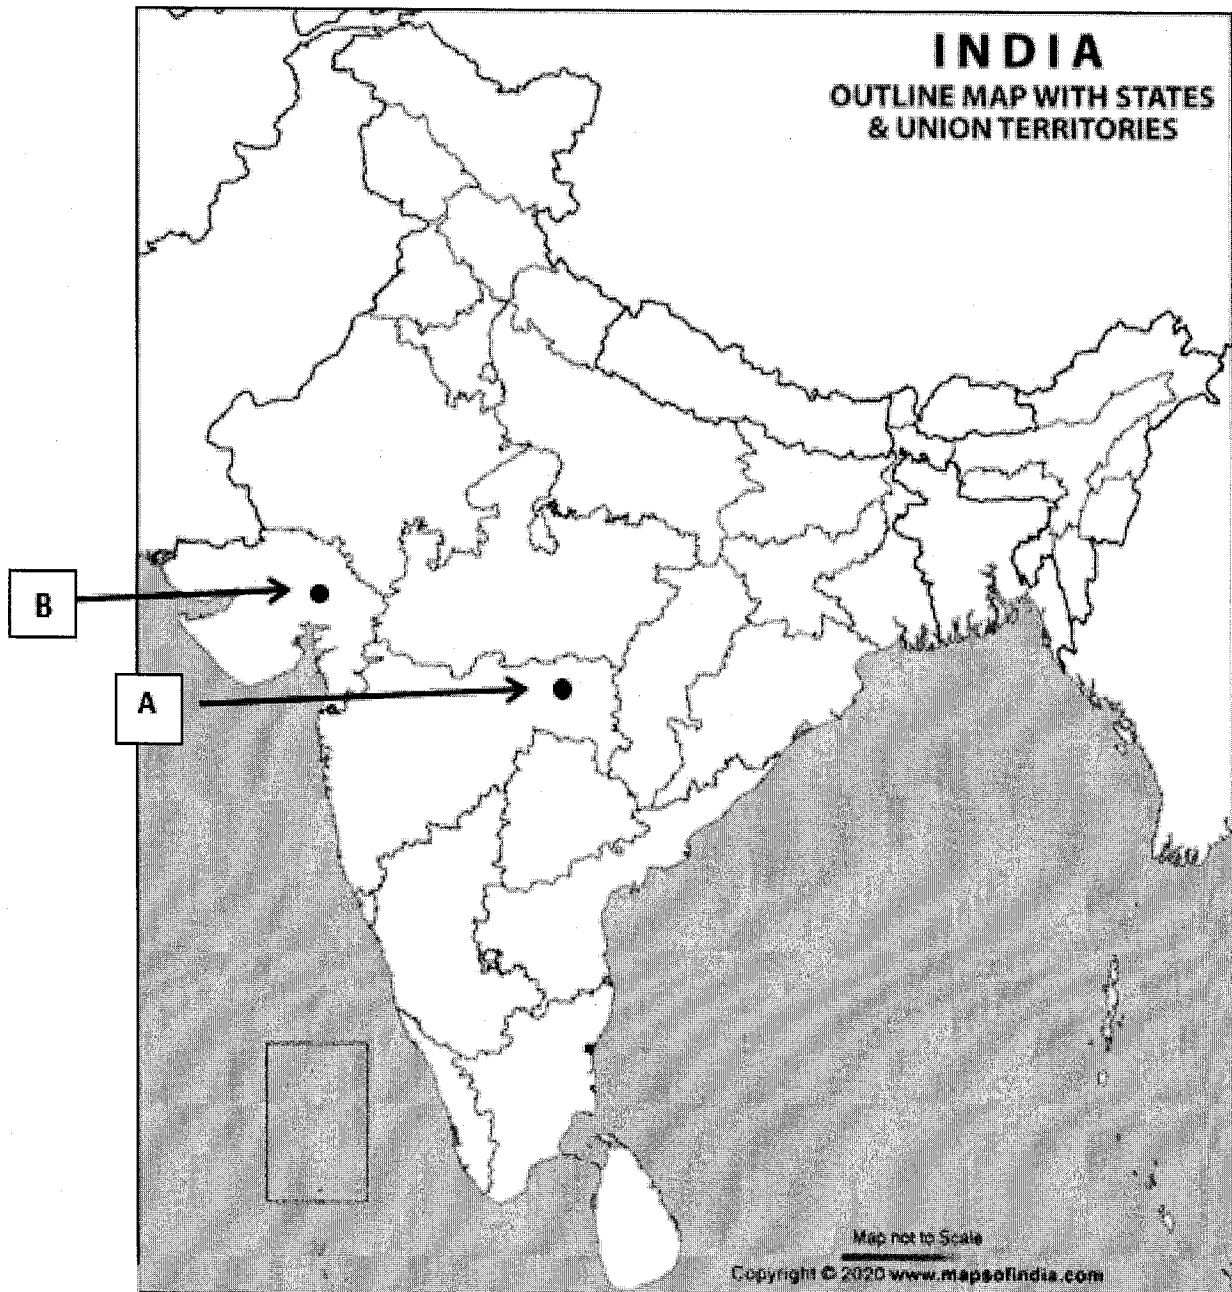 INDIA
OUTLINE MAP WITH STATES
& UNION TERRITORIES
B
A
Map not to Scale
Copyright © 2020 www.mapsofindia.com